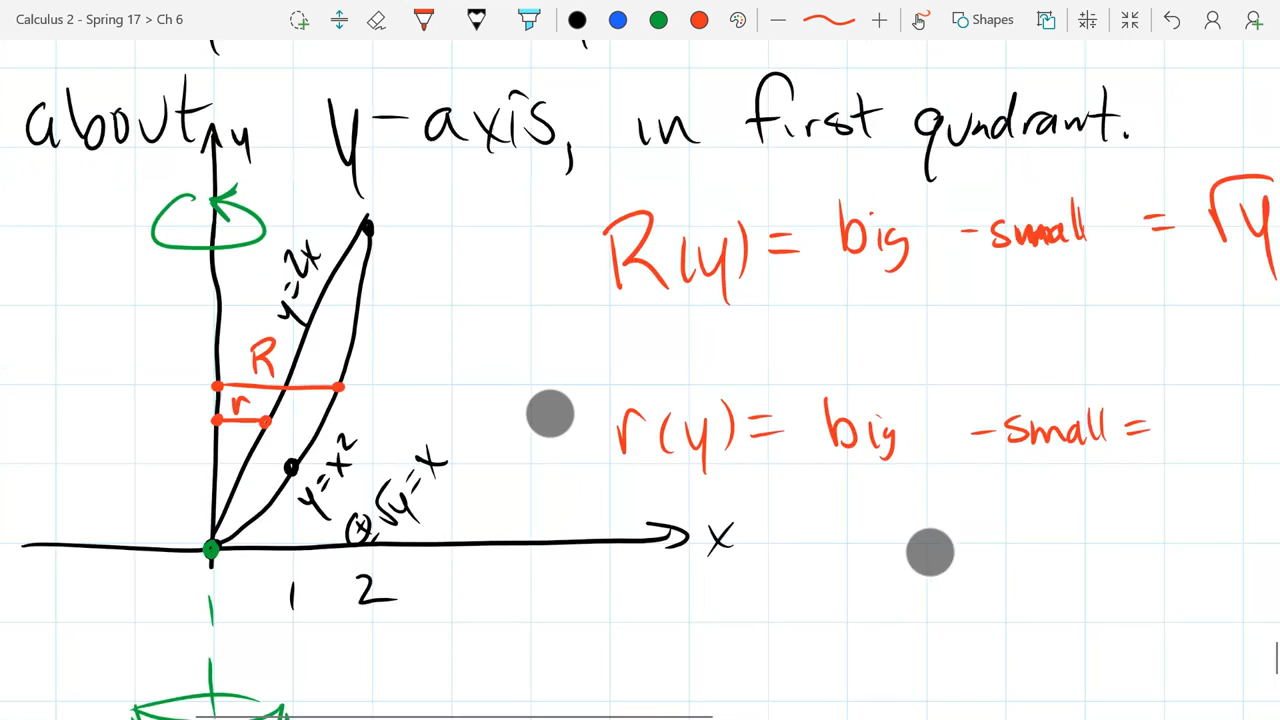 Calculus 2 - Spring 17 > Ch 6
Shapes
about y-axis, in first quadrant.
y
R(y) = big - small = √y
y=2x
R
r
r(y) = big - small =
y=x²
(+) √y=x
x
1 2